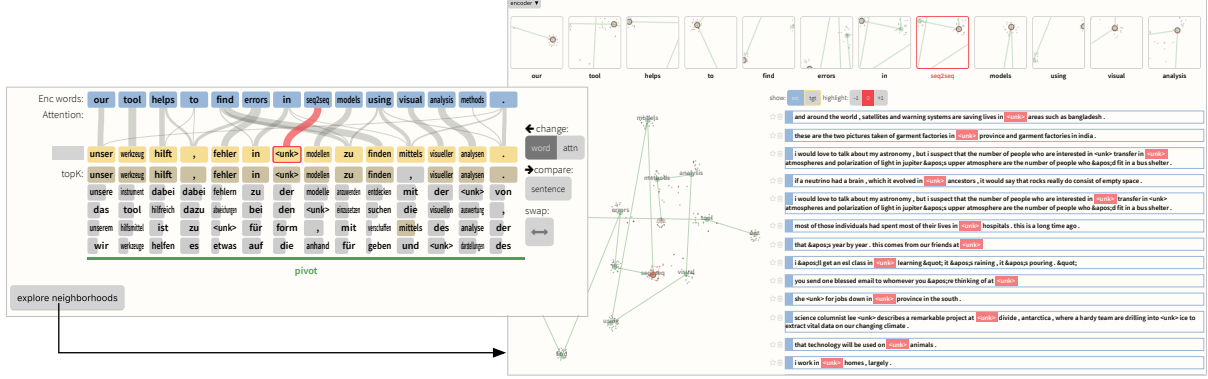 encoder ▼
our tool helps to find errors in seq2seq models using visual analysis
Enc words: our tool helps to find errors in seq2seq models using visual analysis methods .
Attention:
unser werkzeug hilft , fehler in <unk> modellen zu finden mittels visueller analysen .
topK: unser werkzeug hilft , fehler in <unk> modellen zu finden , visueller analysen .
unsere instrument dabei dabei fehlern zu der modelle anzuwenden entdecken mit der <unk> von
das tool hilfreich dazu abweichungen bei den <unk> einzusetzen suchen die visuellen auswertung ,
unserem hilfsmittel ist zu <unk> für form , mit verschaffen mittels des analyse der
wir werkzeuge helfen es etwas auf die anhand für geben und <unk> darstellungen des
pivot
explore neighborhoods
change:
word attn
compare:
sentence
swap:
models
analysis
errors
tool
our
to
seq2seq
visual
using
find
show: src tgt highlight: -1 0 +1
and around the world , satellites and warning systems are saving lives in <unk> areas such as bangladesh .
these are the two pictures taken of garment factories in <unk> province and garment factories in india .
i would love to talk about my astronomy , but i suspect that the number of people who are interested in <unk> transfer in <unk>
atmospheres and polarization of light in jupiter &apos;s upper atmosphere are the number of people who &apos;d fit in a bus shelter .
if a neutrino had a brain , which it evolved in <unk> ancestors , it would say that rocks really do consist of empty space .
i would love to talk about my astronomy , but i suspect that the number of people who are interested in <unk> transfer in <unk>
atmospheres and polarization of light in jupiter &apos;s upper atmosphere are the number of people who &apos;d fit in a bus shelter .
most of those individuals had spent most of their lives in <unk> hospitals . this is a long time ago .
that &apos;s year by year . this comes from our friends at <unk>
i &apos;ll get an esl class in <unk> learning &quot; it &apos;s raining , it &apos;s pouring . &quot;
you send one blessed email to whomever you &apos;re thinking of at <unk>
she <unk> for jobs down in <unk> province in the south .
science columnist lee <unk> describes a remarkable project at <unk> divide , antarctica , where a hardy team are drilling into <unk> ice to
extract vital data on our changing climate .
that technology will be used on <unk> animals .
i work in <unk> homes , largely .